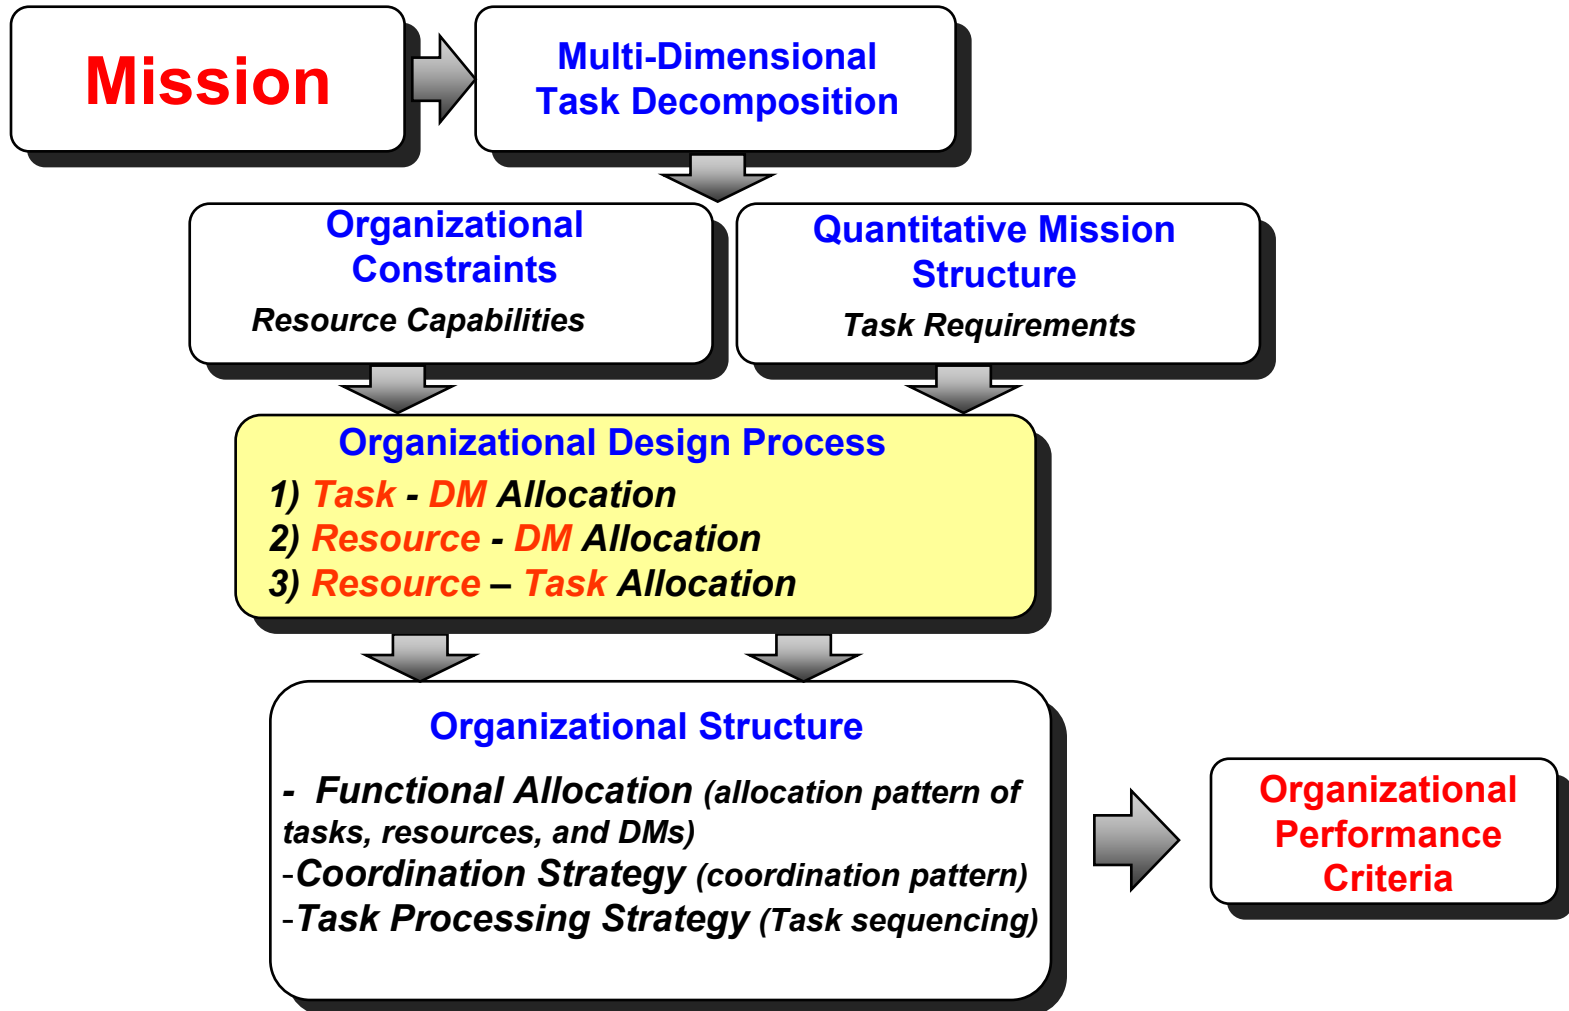 Mission
Multi-Dimensional
Task Decomposition
Organizational
Constraints
Resource Capabilities
Quantitative Mission
Structure
Task Requirements
Organizational Design Process
1) Task - DM Allocation
2) Resource - DM Allocation
3) Resource – Task Allocation
Organizational Structure
- Functional Allocation (allocation pattern of
tasks, resources, and DMs)
-Coordination Strategy (coordination pattern)
-Task Processing Strategy (Task sequencing)
Organizational
Performance
Criteria